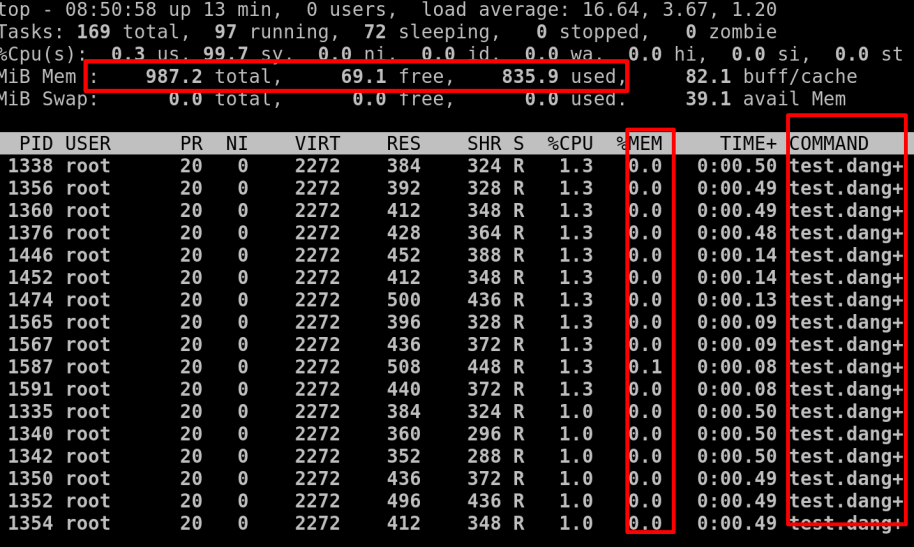 top - 08:50:58 up 13 min,  0 users,  load average: 16.64, 3.67, 1.20
Tasks: 169 total,  97 running,  72 sleeping,   0 stopped,   0 zombie
%Cpu(s):  0.3 us, 99.7 sy,  0.0 ni,  0.0 id,  0.0 wa,  0.0 hi,  0.0 si,  0.0 st
MiB Mem :    987.2 total,     69.1 free,    835.9 used,     82.1 buff/cache
MiB Swap:      0.0 total,      0.0 free,      0.0 used.     39.1 avail Mem
PID USER      PR  NI    VIRT    RES    SHR S  %CPU  %MEM     TIME+ COMMAND
1338 root      20   0    2272    384    324 R   1.3   0.0   0:00.50 test.dang+
1356 root      20   0    2272    392    328 R   1.3   0.0   0:00.49 test.dang+
1360 root      20   0    2272    412    348 R   1.3   0.0   0:00.49 test.dang+
1376 root      20   0    2272    428    364 R   1.3   0.0   0:00.48 test.dang+
1446 root      20   0    2272    452    388 R   1.3   0.0   0:00.14 test.dang+
1452 root      20   0    2272    412    348 R   1.3   0.0   0:00.14 test.dang+
1474 root      20   0    2272    500    436 R   1.3   0.0   0:00.13 test.dang+
1565 root      20   0    2272    396    328 R   1.3   0.0   0:00.09 test.dang+
1567 root      20   0    2272    436    372 R   1.3   0.0   0:00.09 test.dang+
1587 root      20   0    2272    508    448 R   1.3   0.1   0:00.08 test.dang+
1591 root      20   0    2272    440    372 R   1.3   0.0   0:00.08 test.dang+
1335 root      20   0    2272    384    324 R   1.0   0.0   0:00.50 test.dang+
1340 root      20   0    2272    360    296 R   1.0   0.0   0:00.50 test.dang+
1342 root      20   0    2272    352    288 R   1.0   0.0   0:00.50 test.dang+
1350 root      20   0    2272    436    372 R   1.0   0.0   0:00.49 test.dang+
1352 root      20   0    2272    496    436 R   1.0   0.0   0:00.49 test.dang+
1354 root      20   0    2272    412    348 R   1.0   0.0   0:00.49 test.dang+